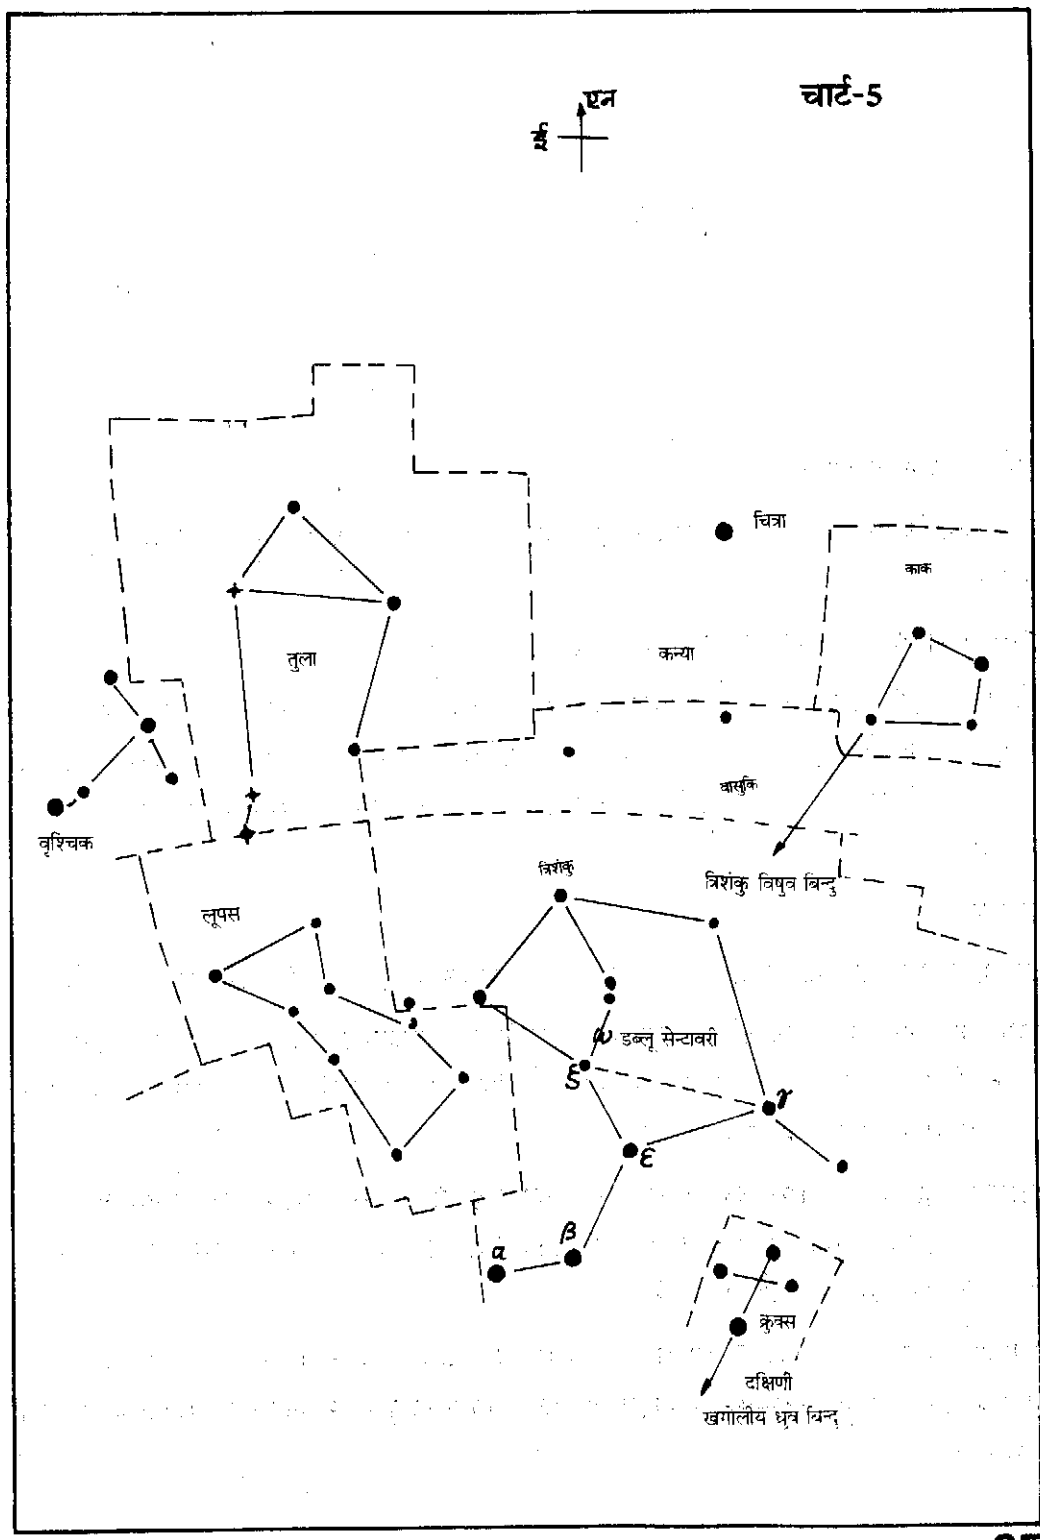 चार्ट-5
एन
ई
चित्रा
काक
कन्या
तुला
वासुकि
वृश्चिक
त्रिशंकु
त्रिशंकु विषुव बिन्दु
लूपस
ω डब्लू सेन्टावरी
ξ
γ
ε
β
α
क्रुक्स
दक्षिणी
खगोलीय ध्रुव बिन्दु